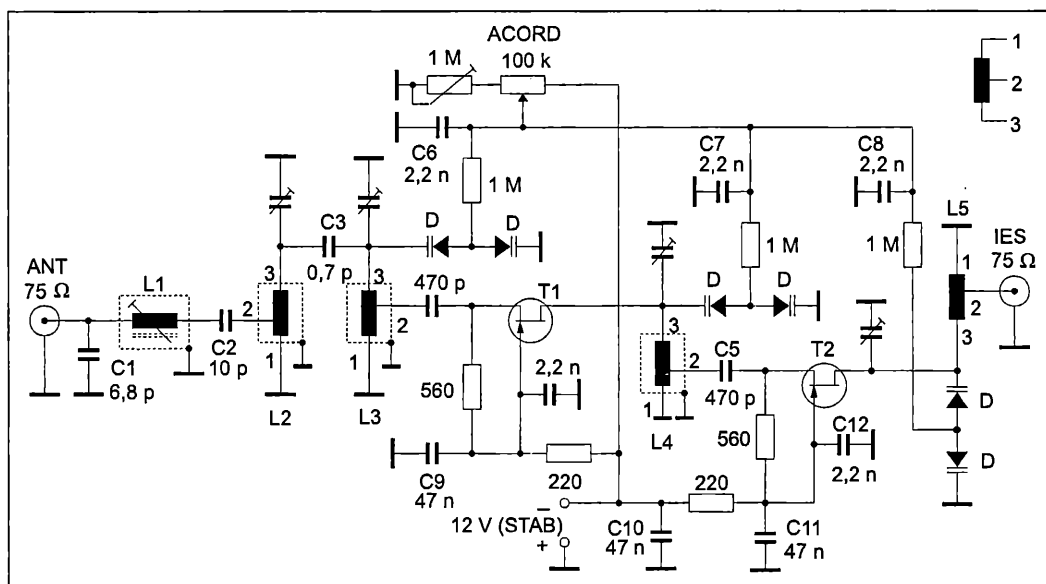 ACORD
1 M
100 k
1
2
3
C6
2,2 n
1 M
C7
2,2 n
C8
2,2 n
L5
IES
75 Ω
1
2
3
C3
0,7 p
D
D
1 M
1 M
ANT
75 Ω
L1
3
2
1
3
2
1
470 p
T1
D
D
C1
6,8 p
C2
10 p
L2
L3
560
2,2 n
3
2
1
L4
C5
470 p
T2
560
C12
2,2 n
D
D
C9
47 n
220
220
– 12 V (STAB) +
C10
47 n
C11
47 n